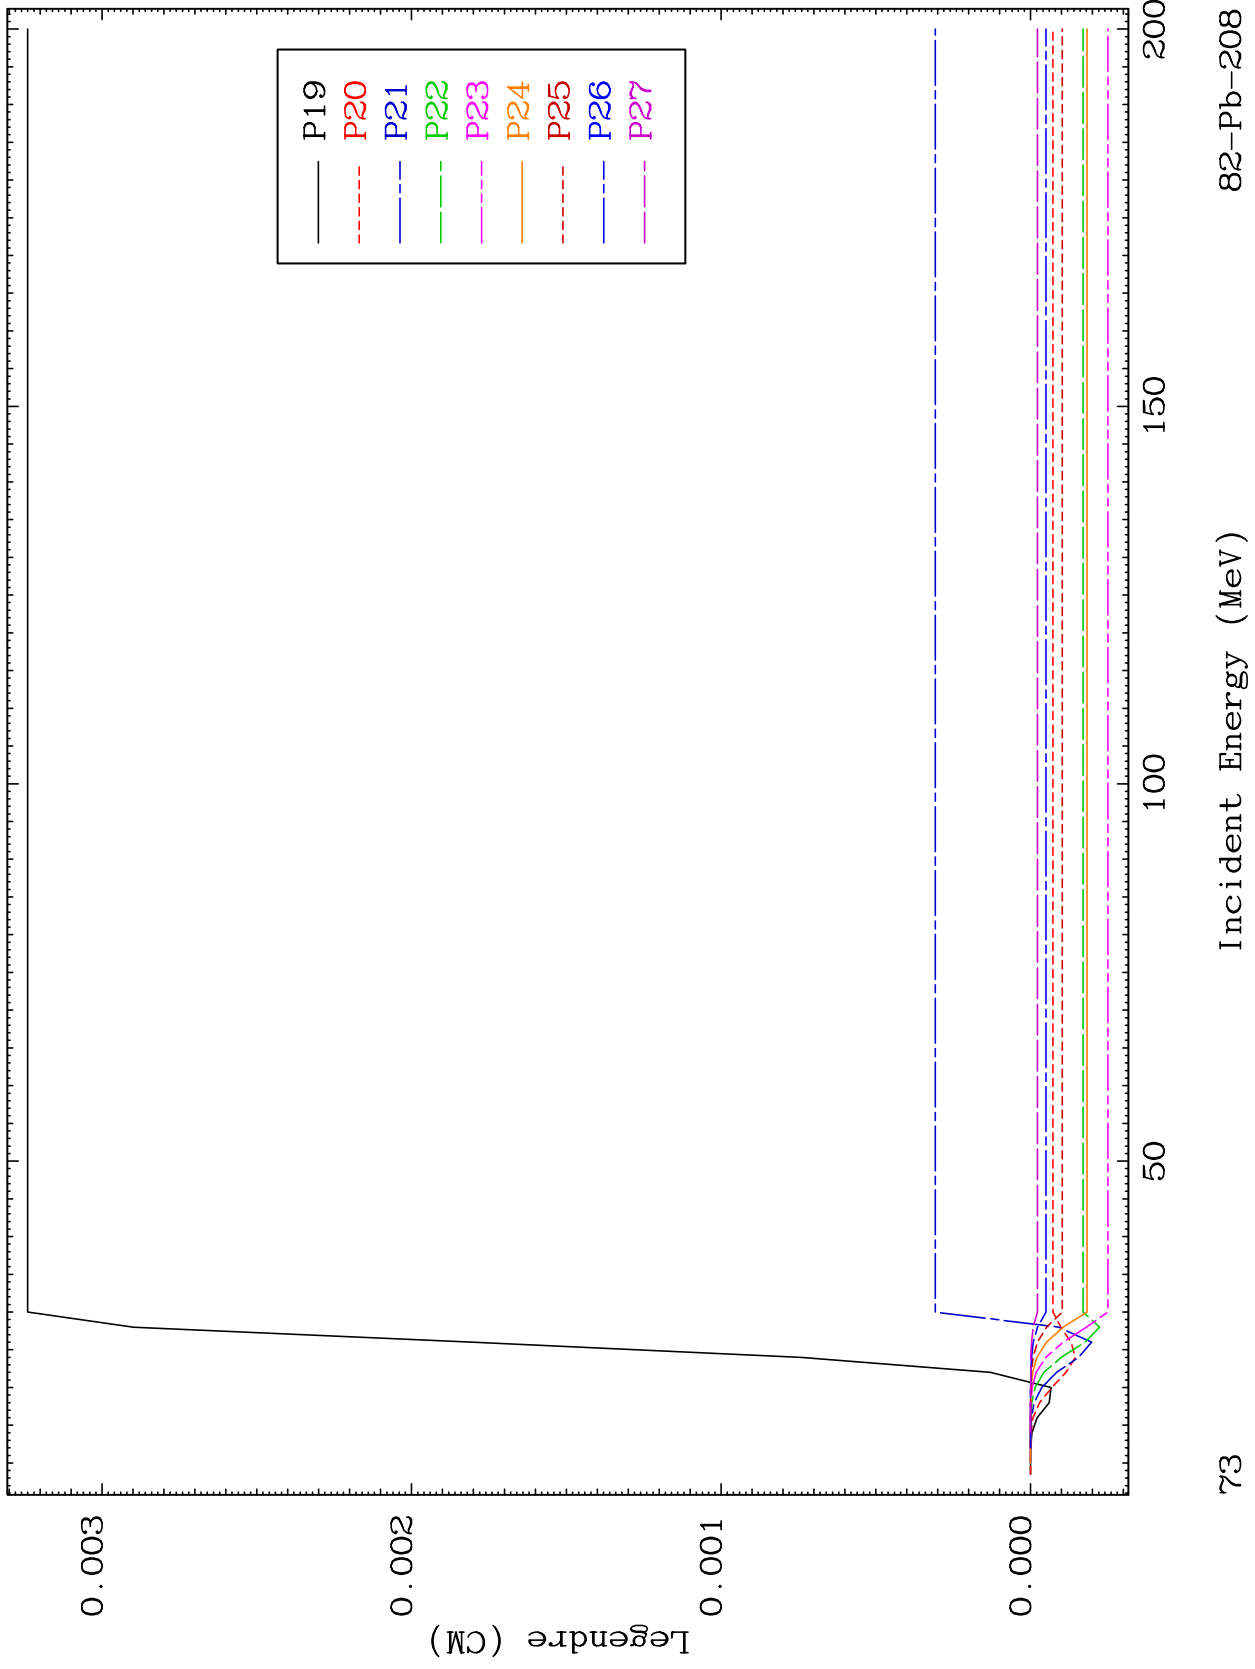 Legendre (CM)
0.003
0.002
0.001
0.000
P19
P20
P21
P22
P23
P24
P25
P26
P27
50
100
150
200
73
Incident Energy (MeV)
82-Pb-208